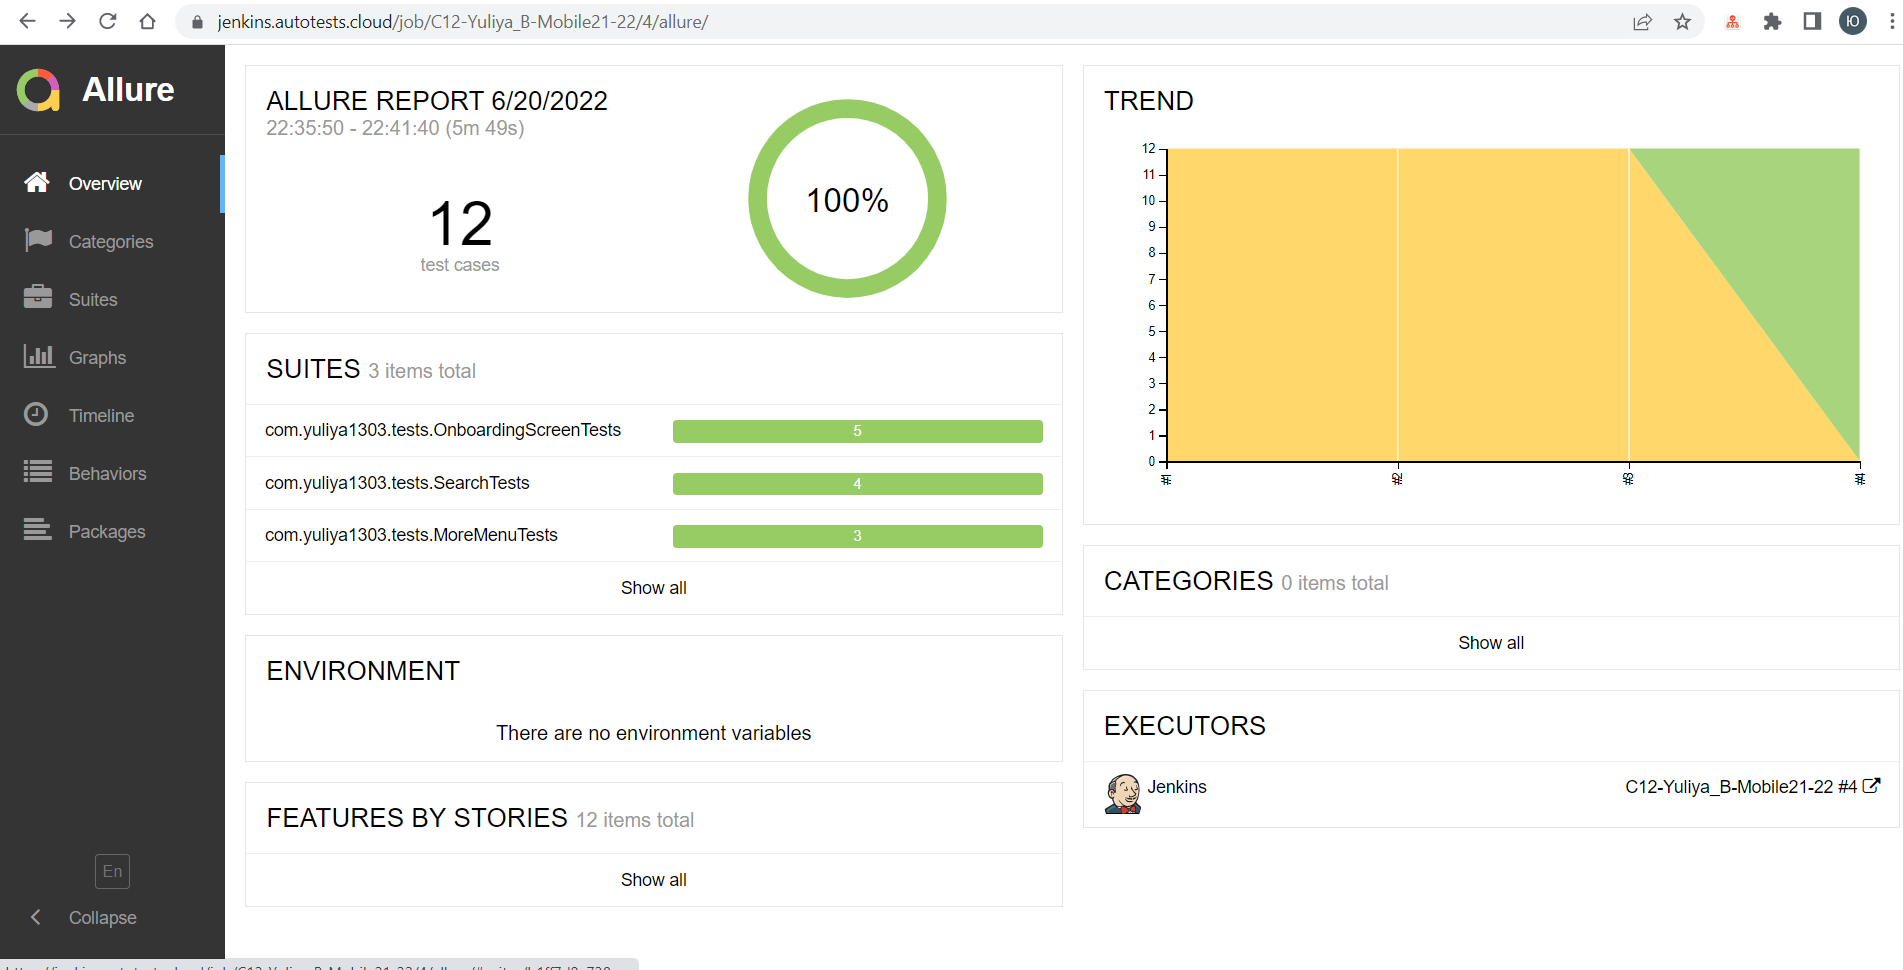 jenkins.autotests.cloud/job/C12-Yuliya_B-Mobile21-22/4/allure/
Ю
Allure
Overview
Categories
Suites
Graphs
Timeline
Behaviors
Packages
En
Collapse
ALLURE REPORT 6/20/2022
22:35:50 - 22:41:40 (5m 49s)
12
test cases
100%
SUITES 3 items total
com.yuliya1303.tests.OnboardingScreenTests 5
com.yuliya1303.tests.SearchTests 4
com.yuliya1303.tests.MoreMenuTests 3
Show all
ENVIRONMENT
There are no environment variables
FEATURES BY STORIES 12 items total
Show all
TREND
12
11
10
9
8
7
6
5
4
3
2
1
0
#1 #2 #3 #4
CATEGORIES 0 items total
Show all
EXECUTORS
Jenkins C12-Yuliya_B-Mobile21-22 #4